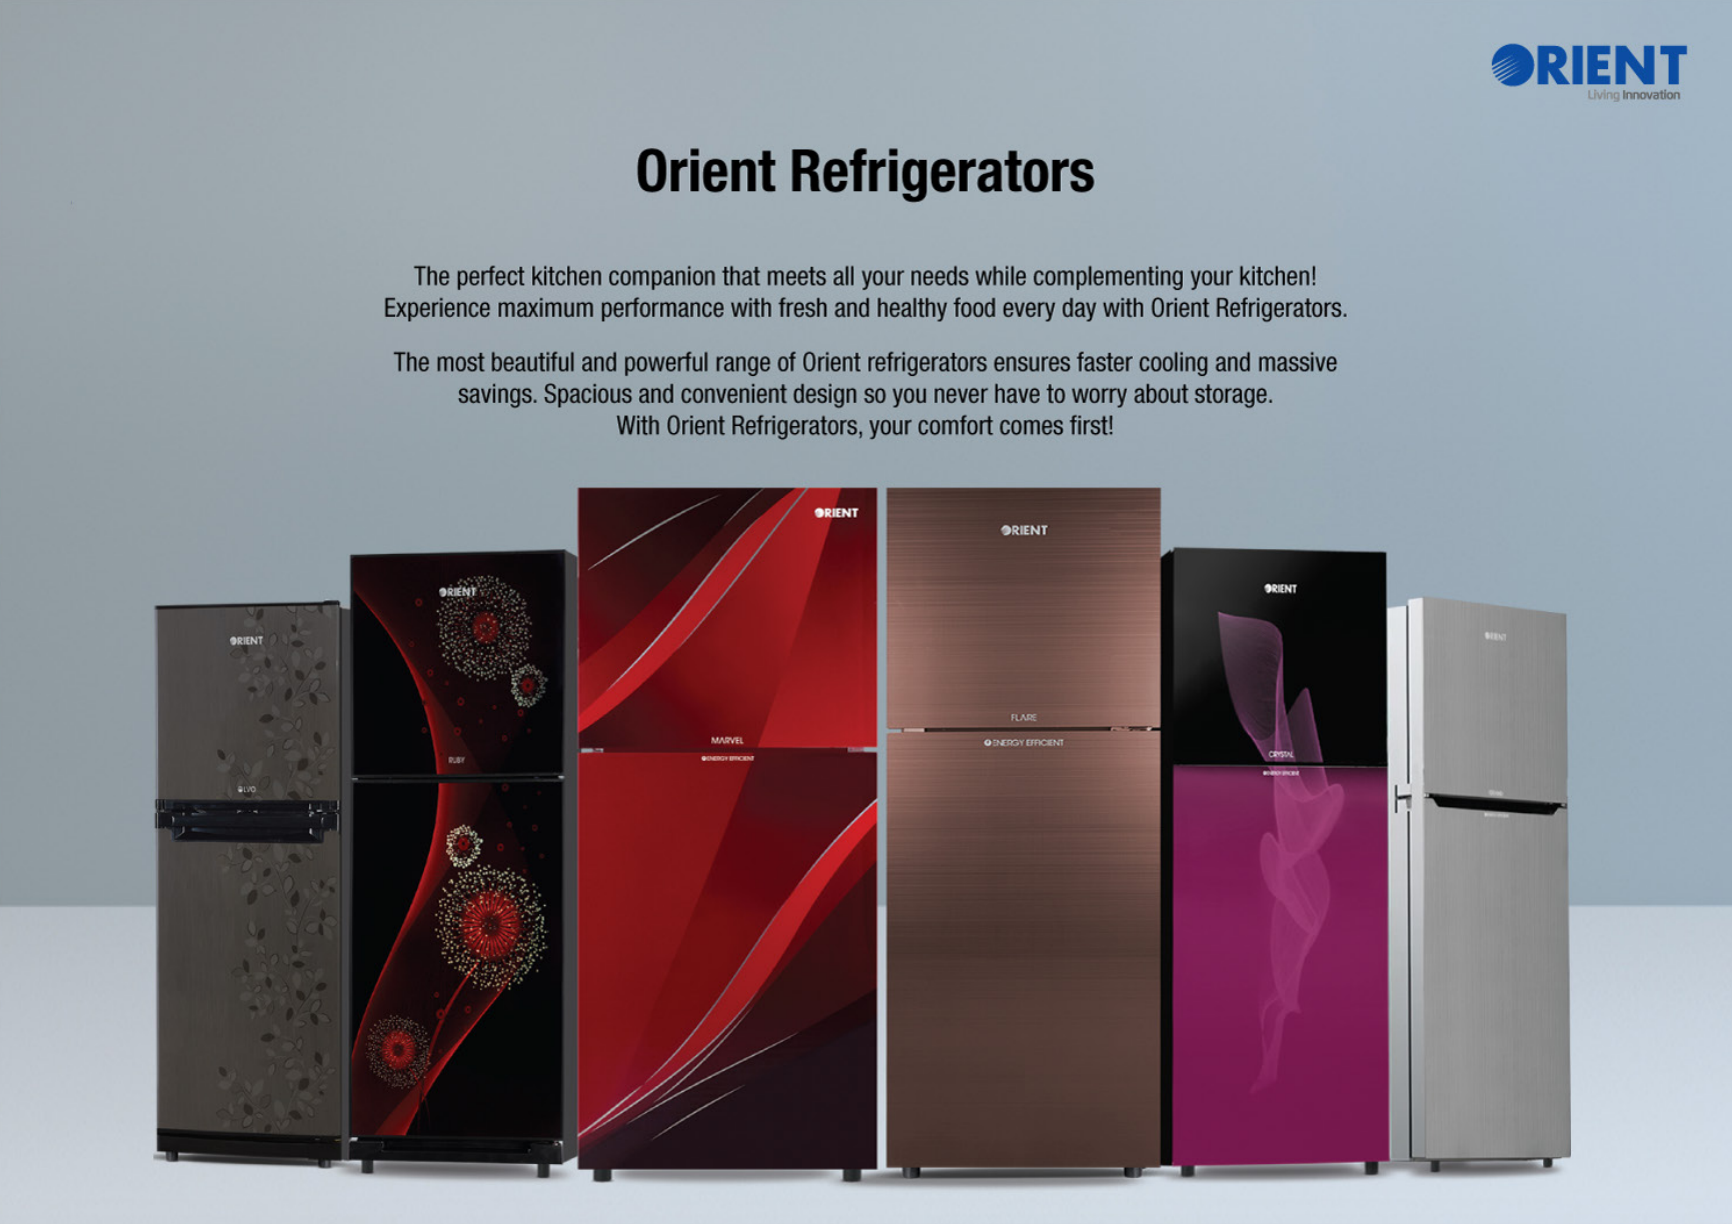 ORIENT
Living Innovation
Orient Refrigerators
The perfect kitchen companion that meets all your needs while complementing your kitchen!
Experience maximum performance with fresh and healthy food every day with Orient Refrigerators.
The most beautiful and powerful range of Orient refrigerators ensures faster cooling and massive
savings. Spacious and convenient design so you never have to worry about storage.
With Orient Refrigerators, your comfort comes first!
ORIENT
ORIENT
RUBY
ORIENT
MARVEL
ENERGY EFFICIENT
ORIENT
FLARE
ENERGY EFFICIENT
ORIENT
CRYSTAL
ENERGY EFFICIENT
ORIENT